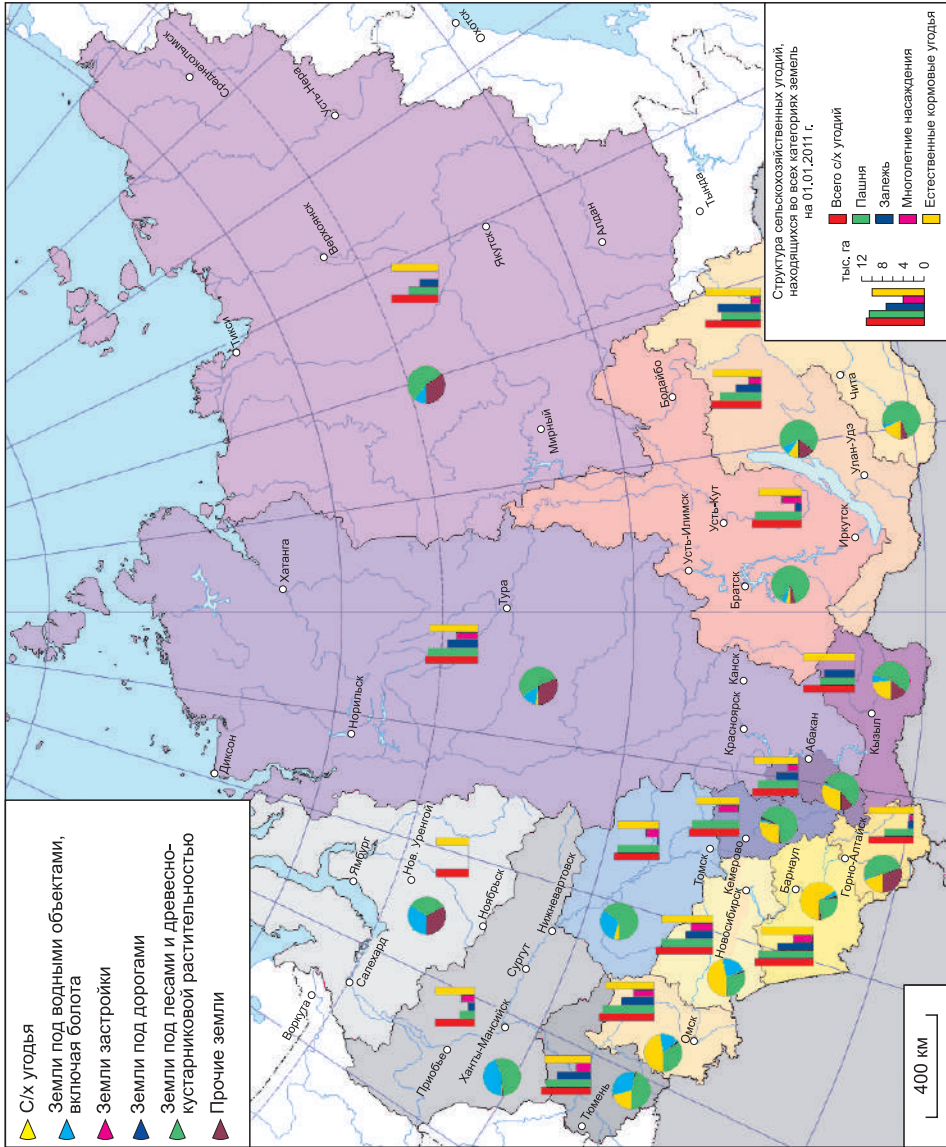 С/х угодья
Земли под водными объектами,
включая болота
Земли застройки
Земли под дорогами
Земли под лесами и древесно-
кустарниковой растительностью
Прочие земли
Среднеколымск
Охотск
Усть-Нера
Верхоянск
Якутск
Алдан
Тында
Тикси
Мирный
Хатанга
Тура
Норильск
Диксон
Бодайбо
Чита
Улан-Удэ
Усть-Илимск
Усть-Кут
Братск
Иркутск
Канск
Красноярск
Абакан
Кызыл
Ямбург
Нов. Уренгой
Ноябрьск
Салехард
Воркута
Нижневартовск
Сургут
Приобье
Ханты-Мансийск
Тюмень
Омск
Томск
Кемерово
Новосибирск
Барнаул
Горно-Алтайск
400 км
Структура сельскохозяйственных угодий,
находящихся во всех категориях земель
на 01.01.2011 г.
тыс. га
12
8
4
0
Всего с/х угодий
Пашня
Залежь
Многолетние насаждения
Естественные кормовые угодья